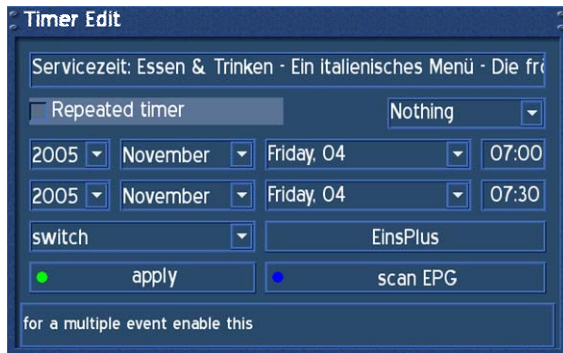 Timer Edit
Servicezeit: Essen & Trinken - Ein italienisches Menü - Die frö
Repeated timer Nothing
2005 November Friday, 04 07:00
2005 November Friday, 04 07:30
switch EinsPlus
apply scan EPG
for a multiple event enable this